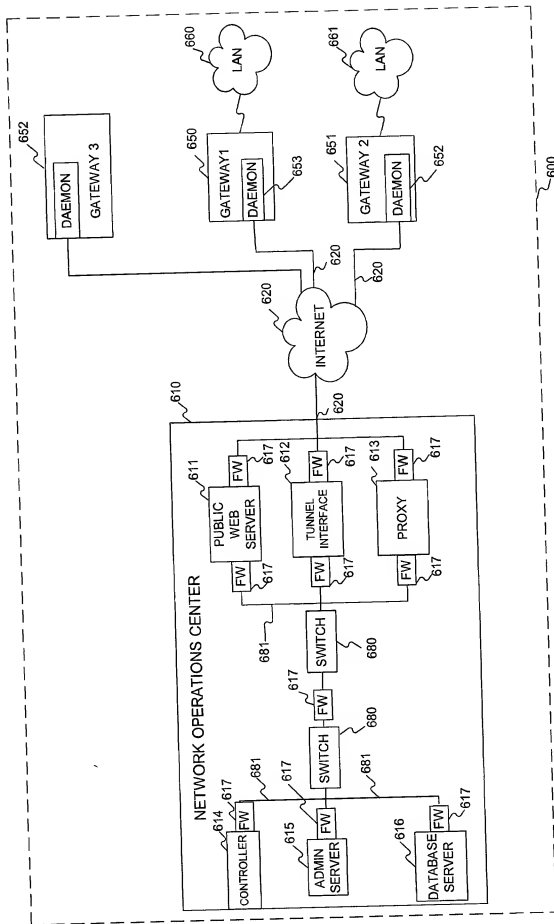 NETWORK OPERATIONS CENTER
610
614
617
681
CONTROLLER
FW
617
615
ADMIN
SERVER
FW
681
617
616
DATABASE SERVER
FW
SWITCH
680
617
FW
SWITCH
680
681
611
617
FW
PUBLIC
WEB
SERVER
FW
617
612
FW
617
TUNNEL
INTERFACE
FW
617
613
FW
617
PROXY
FW
617
620
620
INTERNET
620
620
652
DAEMON
GATEWAY 3
650
GATEWAY1
DAEMON
653
660
LAN
651
GATEWAY 2
DAEMON
652
661
LAN
600